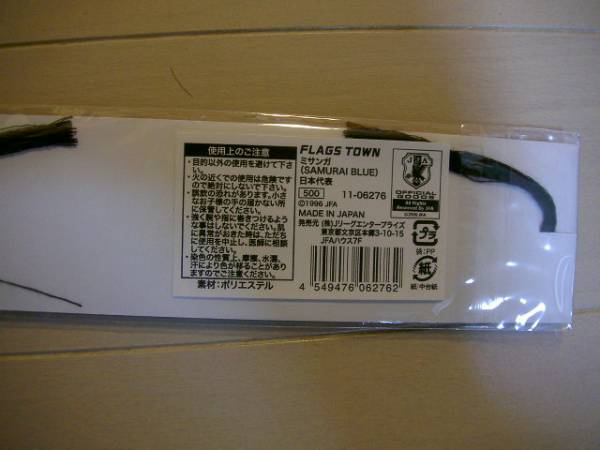 使用上のご注意
・目的以外の使用を避けて下さい。
・火の近くでの使用は危険ですので絶対にしないで下さい。
・誤飲の恐れがあります。小さなお子様の手の届かない所に保管してください。
・強く腕や指に巻きつけるような事はしないでください。肌に異常があらわれた時は、ただちに使用を中止し、医師に相談してください。
・染色の性質上、摩擦、水濡、汗により色が移ることがありますのでご注意ください。
素材：ポリエステル
FLAGS TOWN
ミサンガ
(SAMURAI BLUE)
日本代表
500 11-06276
©1996 JFA
MADE IN JAPAN
発売元 (株)Jリーグエンタープライズ
東京都文京区本郷3-10-15
JFAハウス7F
4 549476 062762
JFA
OFFICIAL
GOODS
All Rights
Reserved by JFA
©1996 JFA
プラ
袋:PP
紙
紙:中台紙